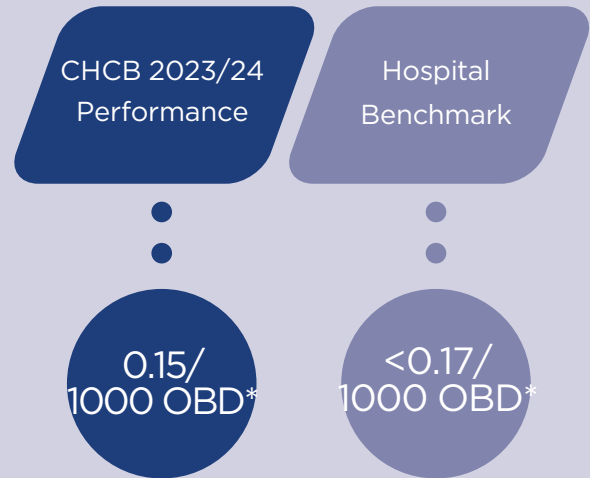 CHCB 2023/24
Performance
Hospital
Benchmark
0.15/
1000 OBD*
<0.17/
1000 OBD*